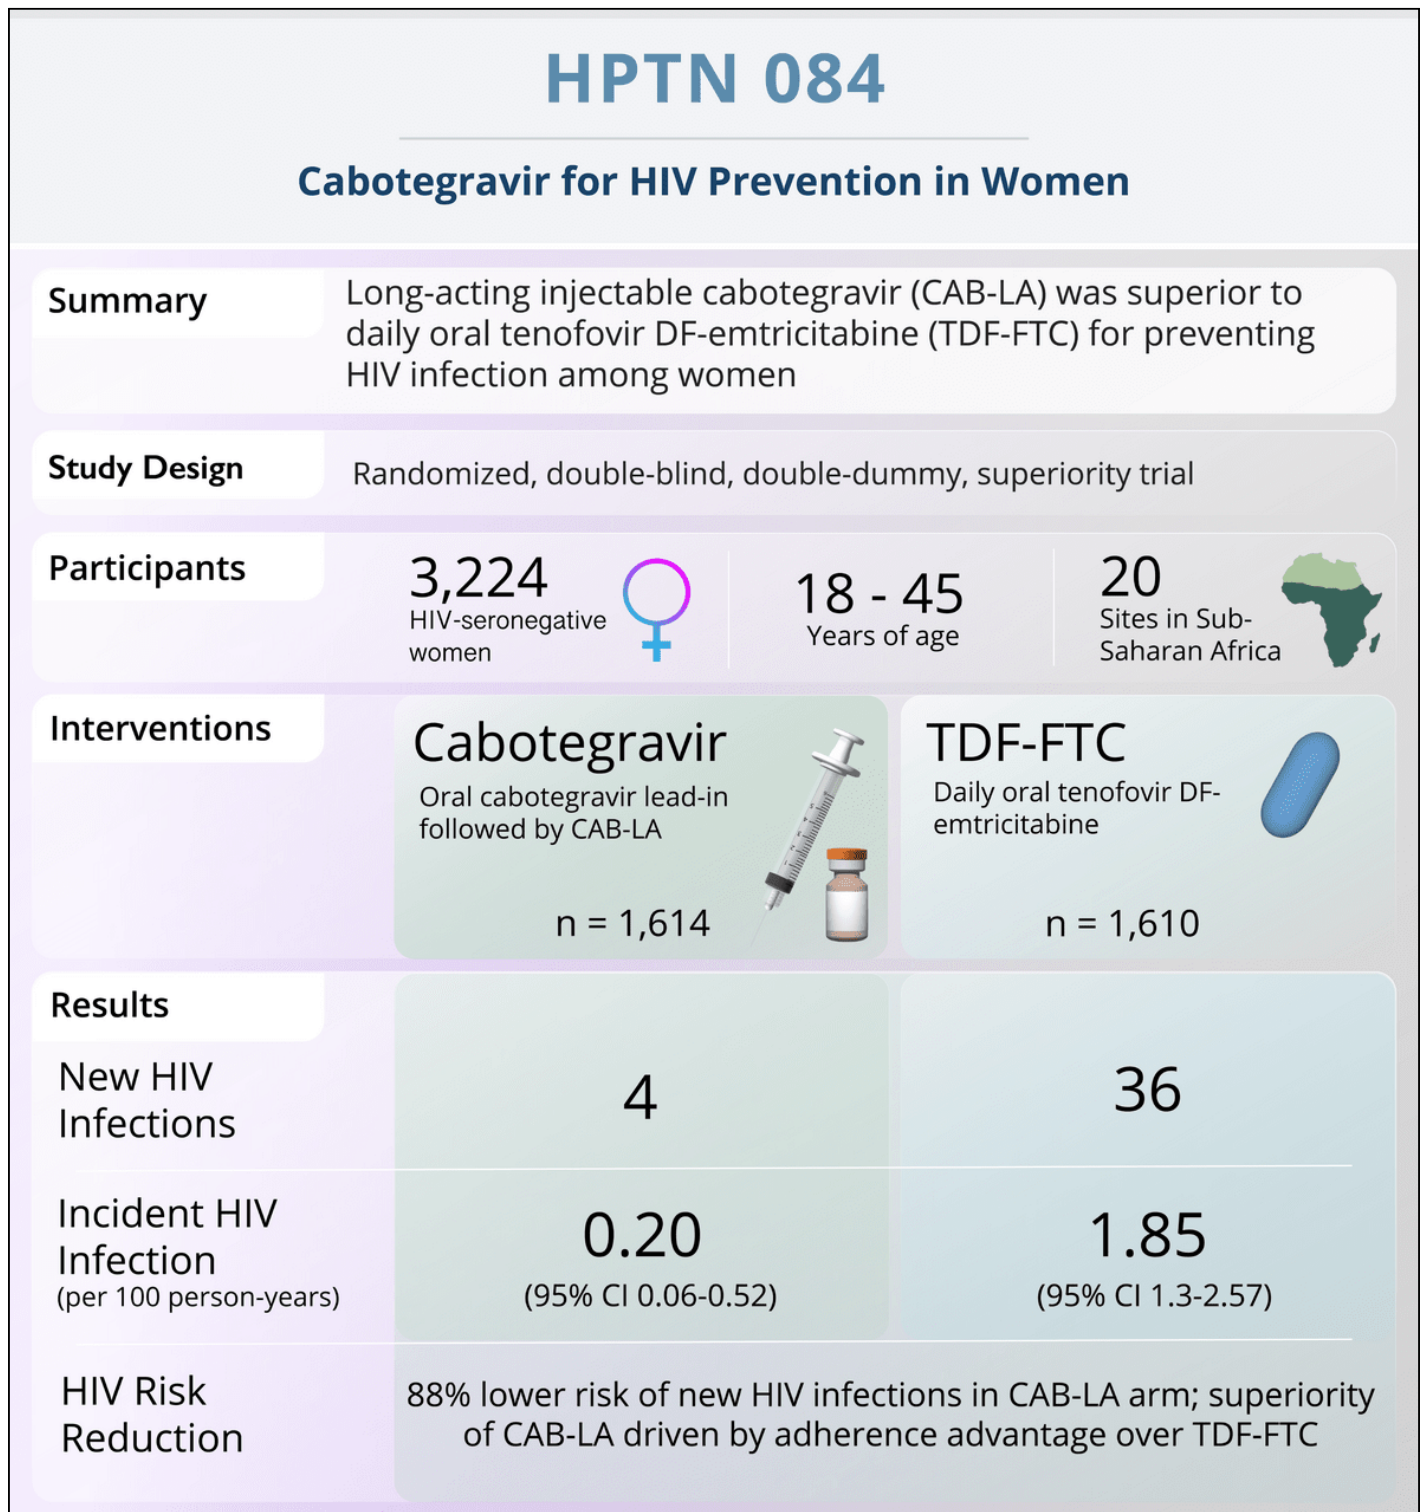 HPTN 084
Cabotegravir for HIV Prevention in Women
Summary
Long-acting injectable cabotegravir (CAB-LA) was superior to
daily oral tenofovir DF-emtricitabine (TDF-FTC) for preventing
HIV infection among women
Study Design
Randomized, double-blind, double-dummy, superiority trial
Participants
3,224
HIV-seronegative
women
18 - 45
Years of age
20
Sites in Sub-
Saharan Africa
Interventions
Cabotegravir
Oral cabotegravir lead-in
followed by CAB-LA
n = 1,614
TDF-FTC
Daily oral tenofovir DF-
emtricitabine
n = 1,610
Results
New HIV
Infections
4
36
Incident HIV
Infection
(per 100 person-years)
0.20
(95% CI 0.06-0.52)
1.85
(95% CI 1.3-2.57)
HIV Risk
Reduction
88% lower risk of new HIV infections in CAB-LA arm; superiority
of CAB-LA driven by adherence advantage over TDF-FTC